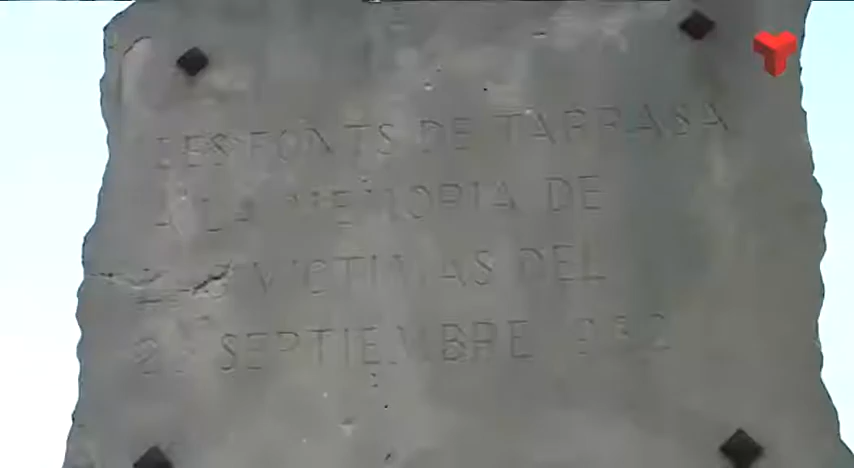 LES FONTS DE TARRASA
A LA MEMORIA DE
VICTIMAS DEL
SEPTIEMBRE